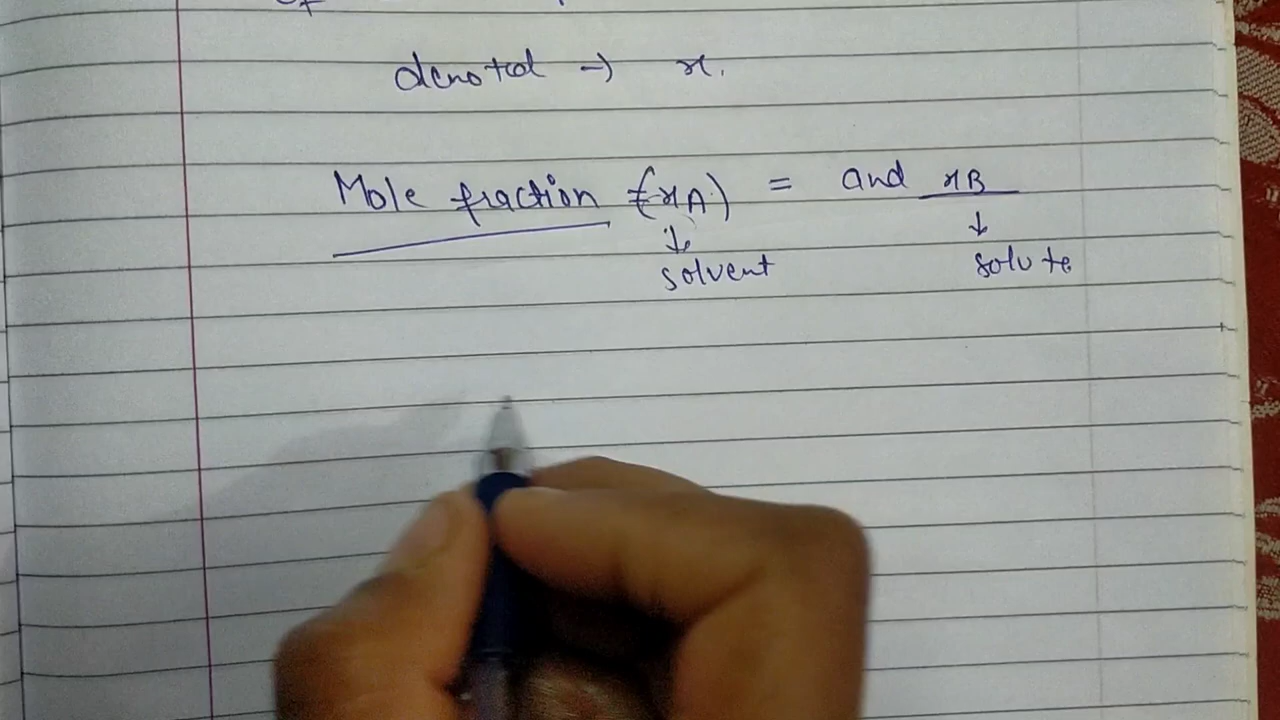 denoted → x.
Mole fraction (xA) = and xB
↓ ↓
solvent solute